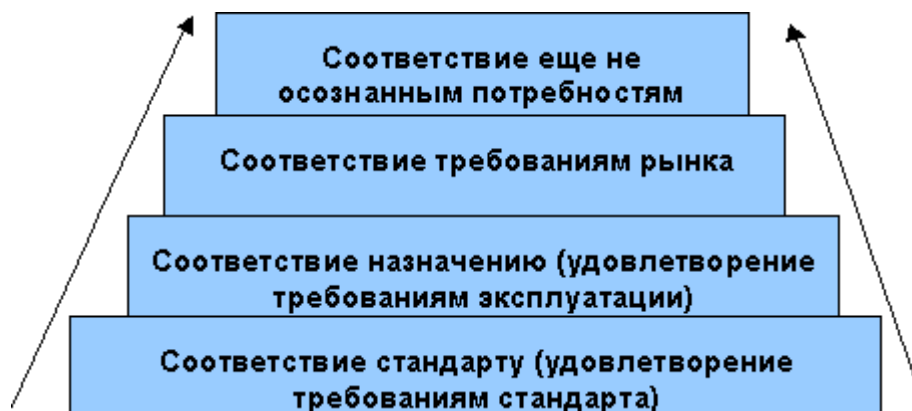 Соответствие еще не
осознанным потребностям
Соответствие требованиям рынка
Соответствие назначению (удовлетворение
требованиям эксплуатации)
Соответствие стандарту (удовлетворение
требованиям стандарта)